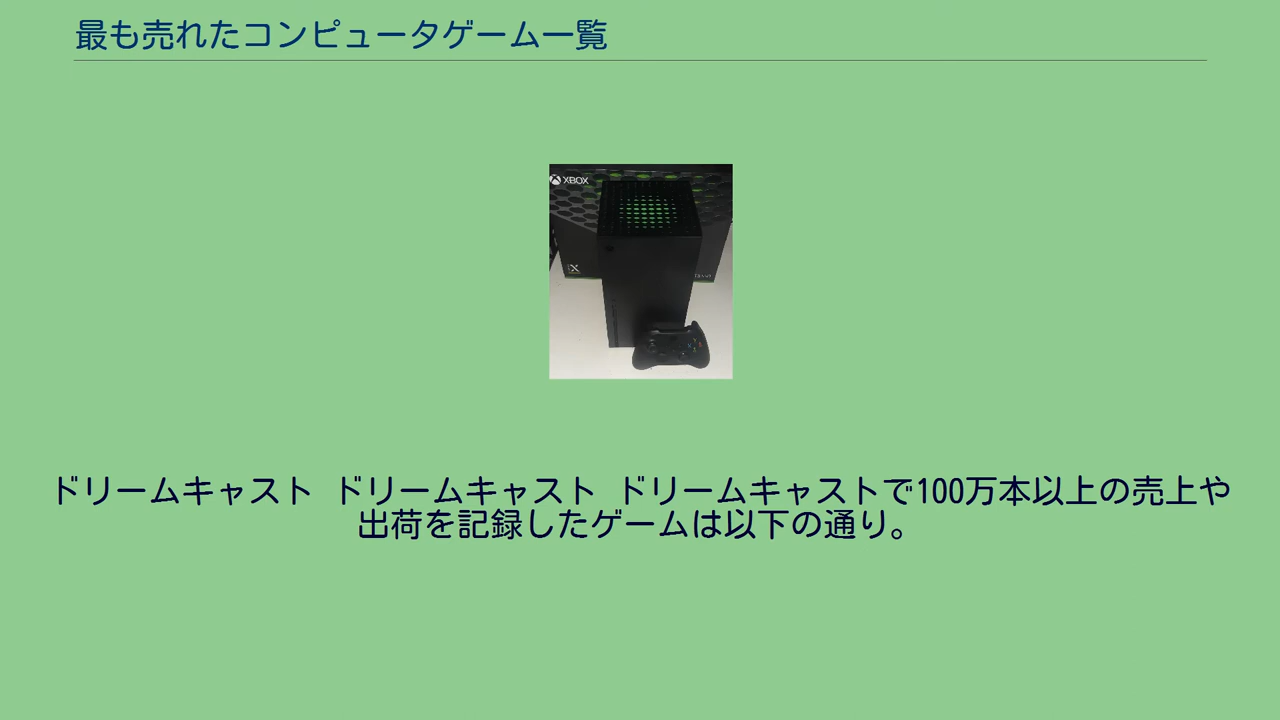 最も売れたコンピュータゲーム一覧
XBOX
X
ドリームキャスト ドリームキャスト ドリームキャストで100万本以上の売上や
出荷を記録したゲームは以下の通り。